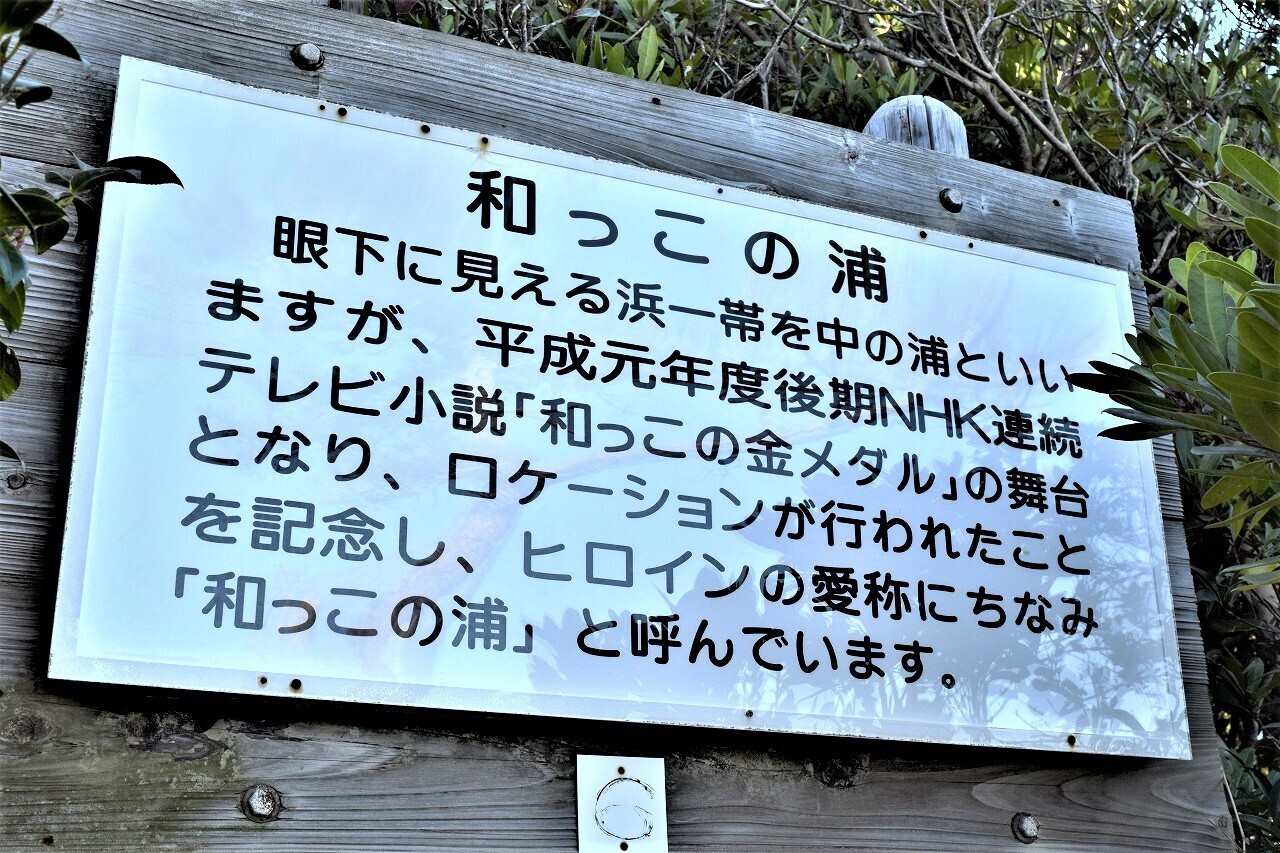 和っこの浦
眼下に見える浜一帯を中の浦といい
ますが、平成元年度後期NHK連続
テレビ小説「和っこの金メダル」の舞台
となり、ロケーションが行われたこと
を記念し、ヒロインの愛称にちなみ
「和っこの浦」と呼んでいます。